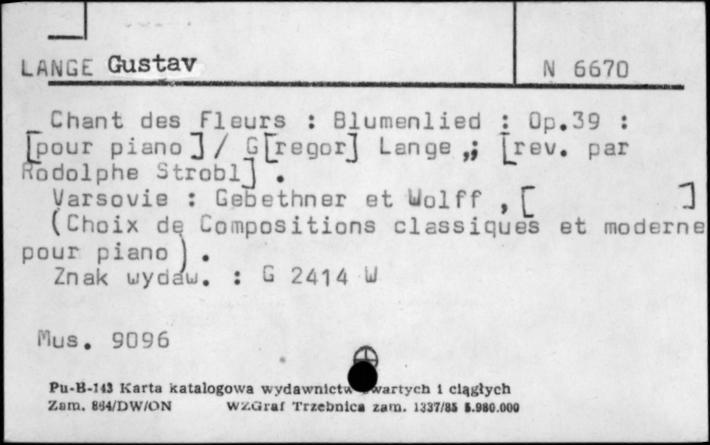 LANGE Gustav
N 6670
Chant des Fleurs : Blumenlied : Op.39 :
[pour piano] / G[regor] Lange ,; [rev. par
Rodolphe Strobl] .
Varsovie : Gebethner et Wolff , [ ]
(Choix de Compositions classiques et moderne
pour piano ) .
Znak wydaw. : G 2414 W
Mus. 9096
Pu-B-143 Karta katalogowa wydawnictw zwartych i ciągłych
Zam. 864/DW/ON WZGraf Trzebnica zam. 1337/85 5.980.000